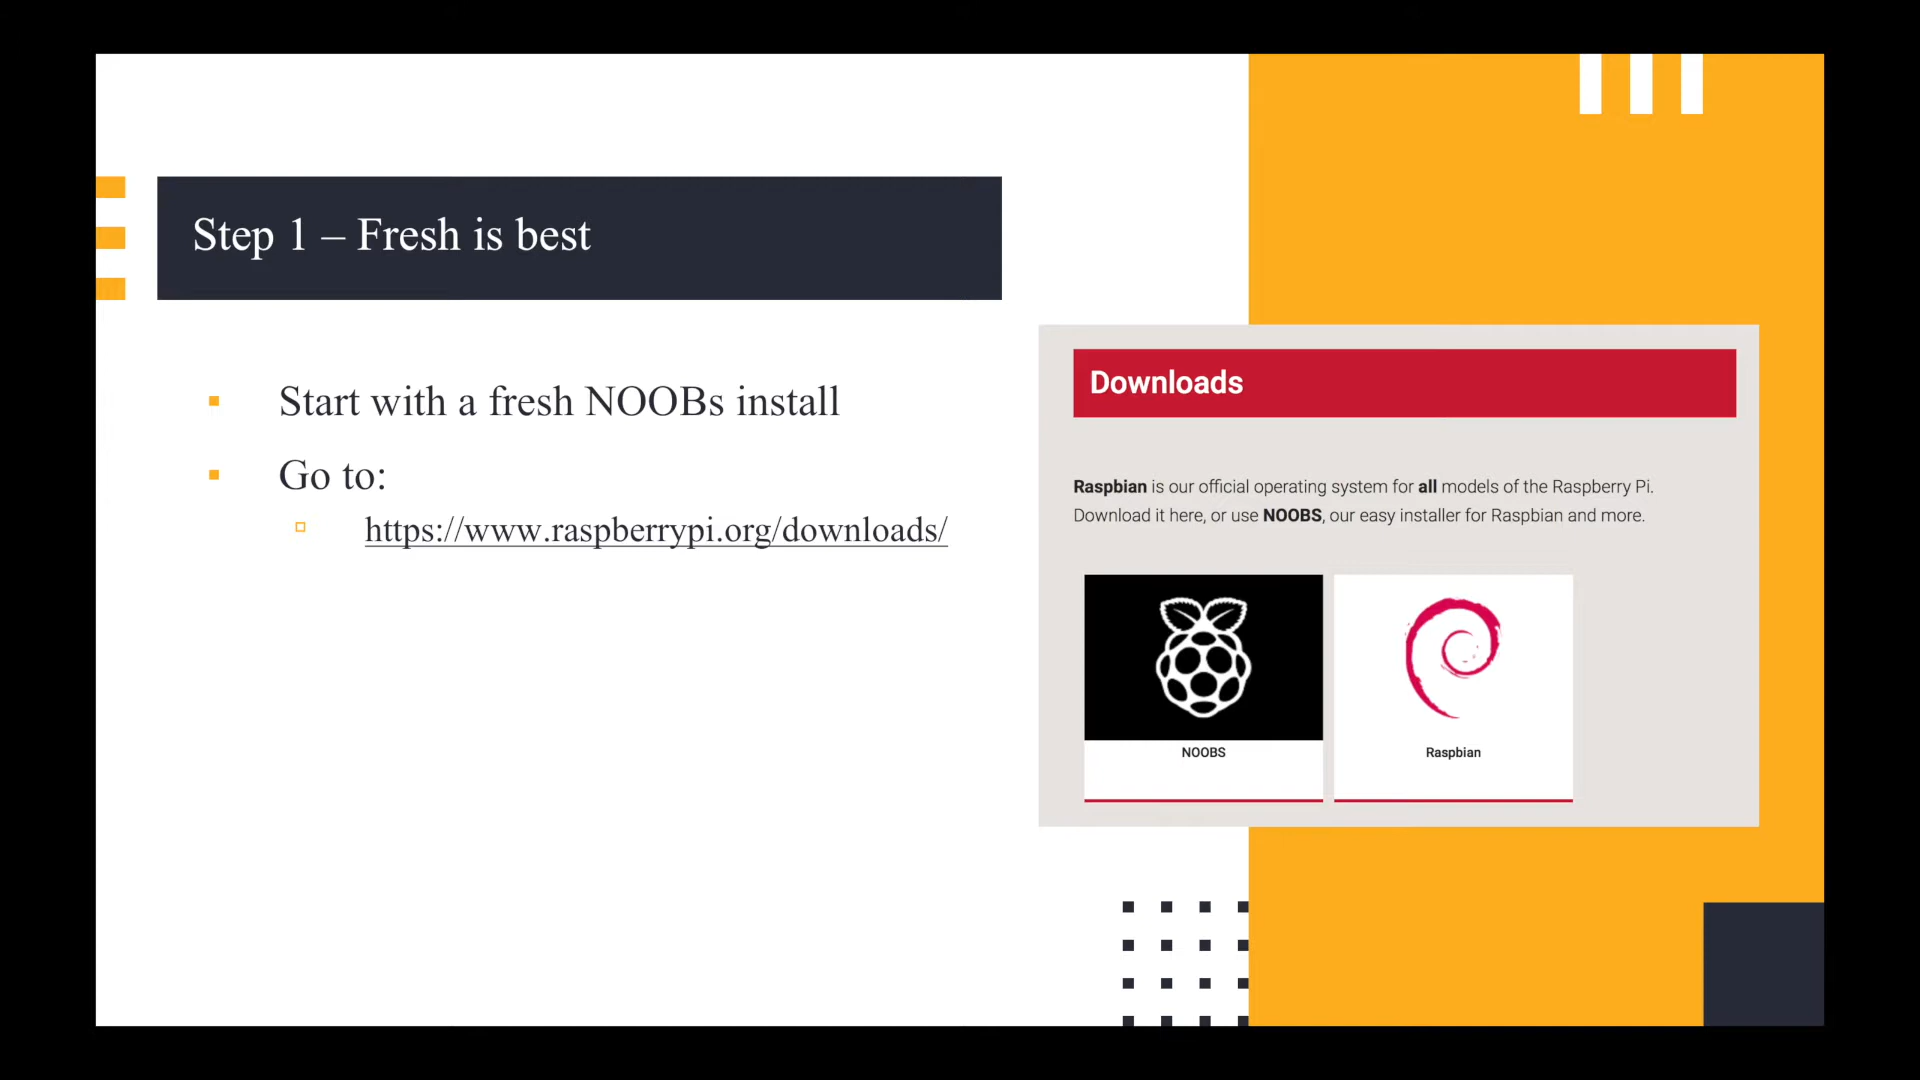 Step 1 – Fresh is best
Start with a fresh NOOBs install
Go to:
https://www.raspberrypi.org/downloads/
Downloads
Raspbian is our official operating system for all models of the Raspberry Pi.
Download it here, or use NOOBS, our easy installer for Raspbian and more.
NOOBS
Raspbian